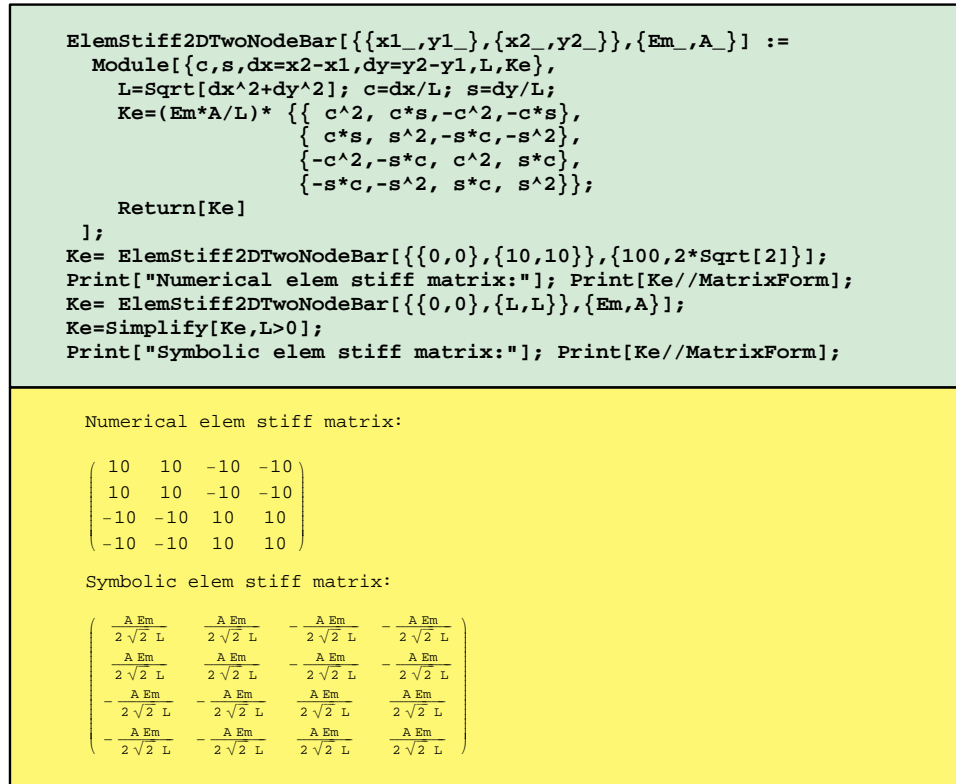 ElemStiff2DTwoNodeBar[{{x1_,y1_},{x2_,y2_}},{Em_,A_}] :=
Module[{c,s,dx=x2-x1,dy=y2-y1,L,Ke},
L=Sqrt[dx^2+dy^2]; c=dx/L; s=dy/L;
Ke=(Em*A/L)* {{ c^2, c*s,-c^2,-c*s},
{ c*s, s^2,-s*c,-s^2},
{-c^2,-s*c, c^2, s*c},
{-s*c,-s^2, s*c, s^2}};
Return[Ke]
];
Ke= ElemStiff2DTwoNodeBar[{{0,0},{10,10}},{100,2*Sqrt[2]}];
Print["Numerical elem stiff matrix:"]; Print[Ke//MatrixForm];
Ke= ElemStiff2DTwoNodeBar[{{0,0},{L,L}},{Em,A}];
Ke=Simplify[Ke,L>0];
Print["Symbolic elem stiff matrix:"]; Print[Ke//MatrixForm];
Numerical elem stiff matrix:
10 10 -10 -10
10 10 -10 -10
-10 -10 10 10
-10 -10 10 10
Symbolic elem stiff matrix:
A Em A Em A Em A Em
2 √2 L 2 √2 L - 2 √2 L - 2 √2 L
A Em A Em A Em A Em
2 √2 L 2 √2 L - 2 √2 L - 2 √2 L
A Em A Em A Em A Em
- 2 √2 L - 2 √2 L 2 √2 L 2 √2 L
A Em A Em A Em A Em
- 2 √2 L - 2 √2 L 2 √2 L 2 √2 L